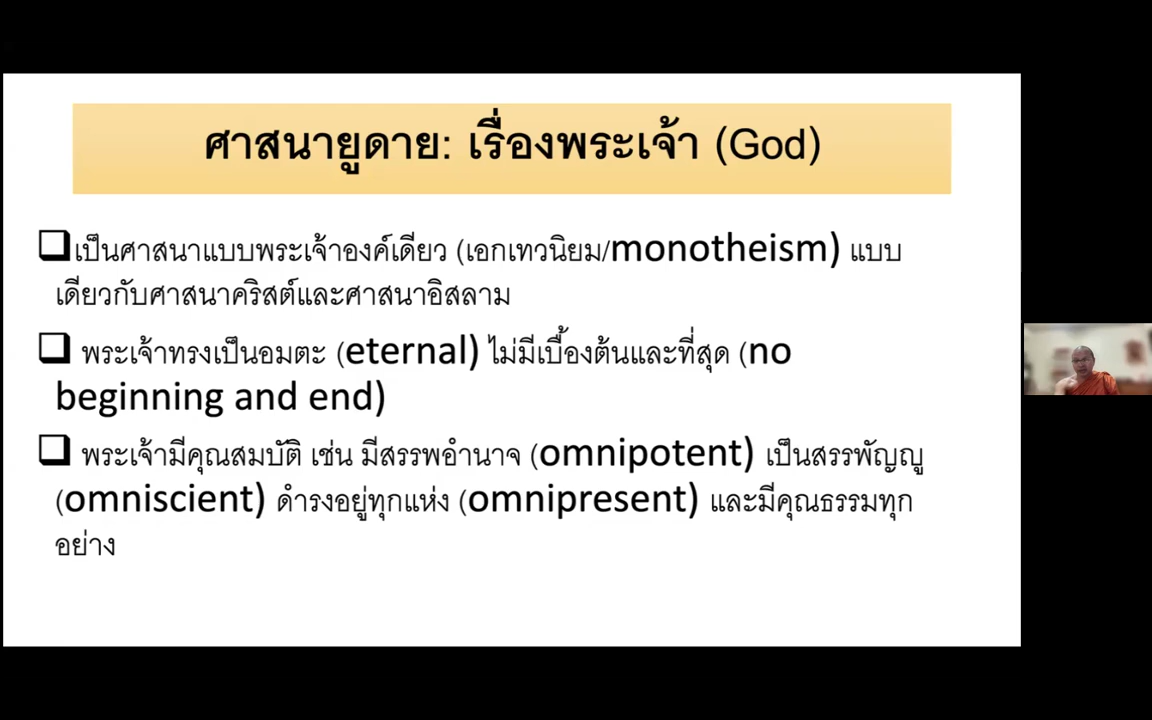 ศาสนายูดาย: เรื่องพระเจ้า (God)
เป็นศาสนาแบบพระเจ้าองค์เดียว (เอกเทวนิยม/monotheism) แบบ
เดียวกับศาสนาคริสต์และศาสนาอิสลาม
พระเจ้าทรงเป็นอมตะ (eternal) ไม่มีเบื้องต้นและที่สุด (no
beginning and end)
พระเจ้ามีคุณสมบัติ เช่น มีสรรพอำนาจ (omnipotent) เป็นสรรพัญญู
(omniscient) ดำรงอยู่ทุกแห่ง (omnipresent) และมีคุณธรรมทุก
อย่าง